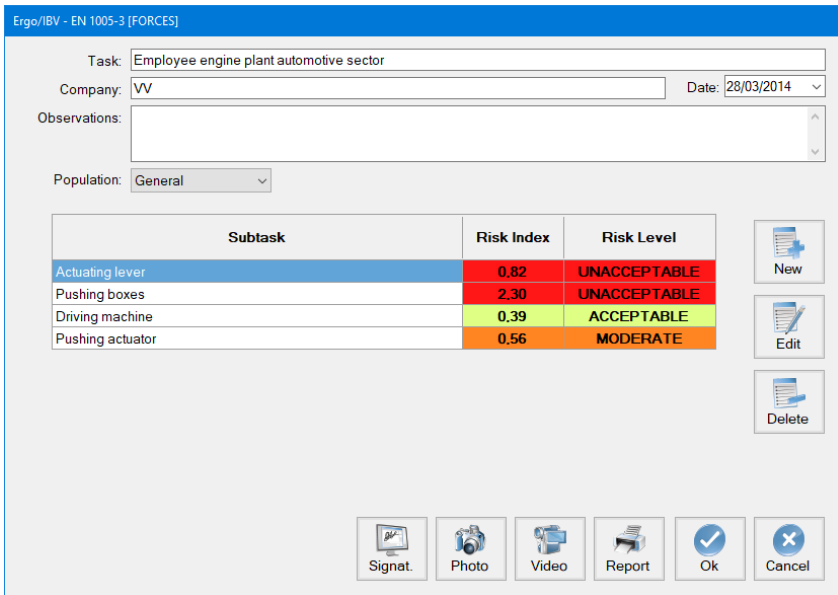 Ergo/IBV - EN 1005-3 [FORCES]
Task: Employee engine plant automotive sector
Company: VV Date: 28/03/2014
Observations:
Population: General
Subtask Risk Index Risk Level
Actuating lever 0,82 UNACCEPTABLE
Pushing boxes 2,30 UNACCEPTABLE
Driving machine 0,39 ACCEPTABLE
Pushing actuator 0,56 MODERATE
New
Edit
Delete
Signat. Photo Video Report Ok Cancel